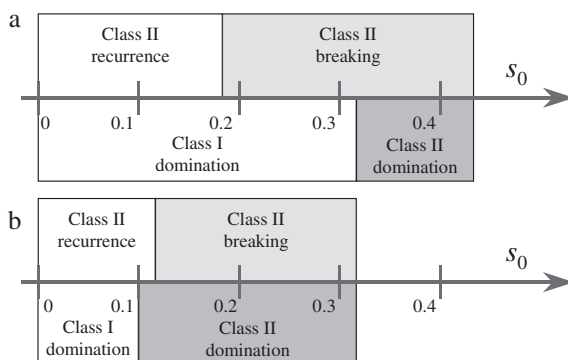 a
Class II
recurrence
Class II
breaking
s0
0 0.1 0.2 0.3 0.4
Class I
domination
Class II
domination
b
Class II
recurrence
Class II
breaking
s0
0 0.1 0.2 0.3 0.4
Class I
domination
Class II
domination